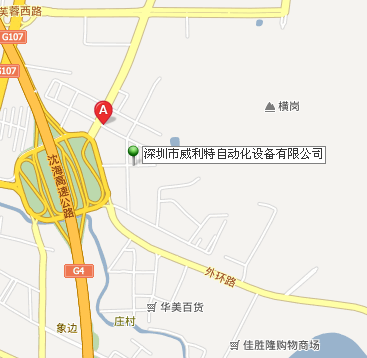 芙蓉西路
G107
G107
A
横岗
深圳市威利特自动化设备有限公司
沈海高速公路
G4
外环路
华美百货
庄村
象边
佳胜隆购物商场